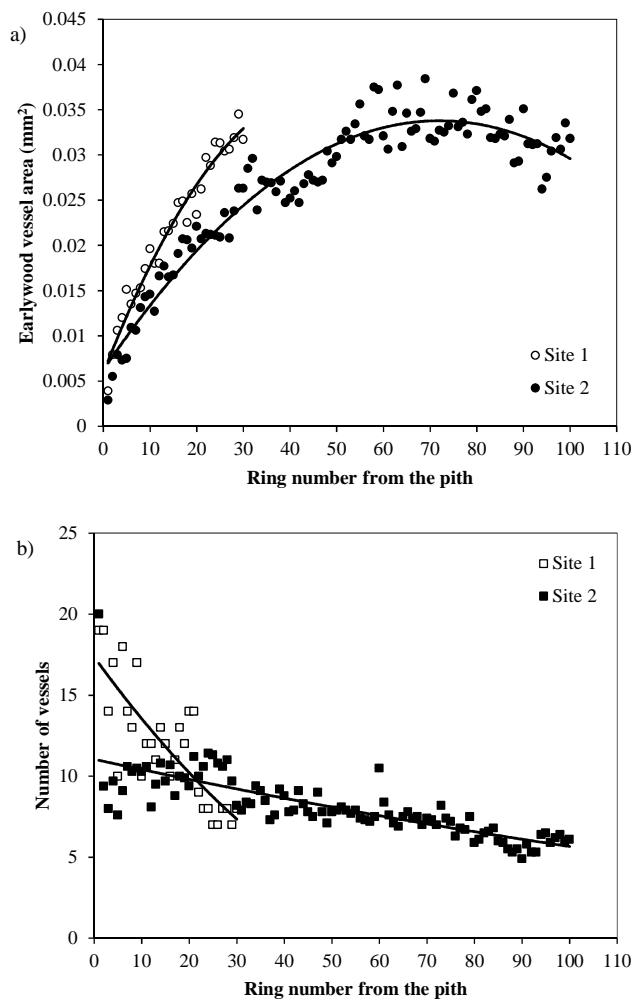 a)
0.045
0.04
0.035
0.03
0.025
0.02
0.015
0.01
0.005
0
Earlywood vessel area (mm²)
Site 1
Site 2
0 10 20 30 40 50 60 70 80 90 100 110
Ring number from the pith
b)
25
20
15
10
5
0
Number of vessels
Site 1
Site 2
0 10 20 30 40 50 60 70 80 90 100 110
Ring number from the pith